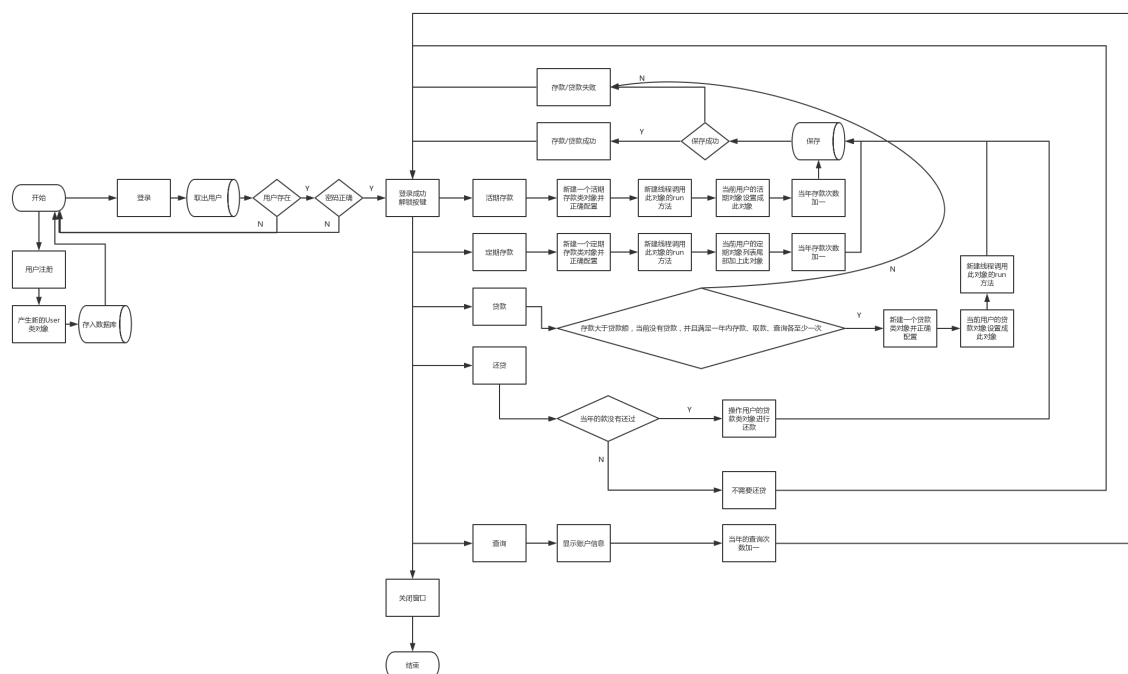 N
存款/贷款失败
Y
存款/贷款成功
保存成功
保存
开始
登录
取出用户
用户存在
Y
密码正确
Y
N
N
登录成功
解锁按键
活期存款
新建一个活期
存款类对象并
正确配置
新建线程调用
此对象的run
方法
当前用户的活
期对象设置成
此对象
当年存款次数
加一
用户注册
产生新的User
类对象
存入数据库
定期存款
新建一个定期
存款类对象并
正确配置
新建线程调用
此对象的run
方法
当前用户的定
期对象列表尾
部加上此对象
当年存款次数
加一
N
贷款
存款大于贷款额，当前没有贷款，并且满足一年内存款、取款、查询各至少一次
Y
新建一个贷款
类对象并正确
配置
当前用户的贷
款对象设置成
此对象
新建线程调用
此对象的run
方法
还贷
当年的款没有还过
Y
操作用户的贷
款类对象进行
还款
N
不需要还贷
查询
显示账户信息
当年的查询次
数加一
关闭窗口
结束